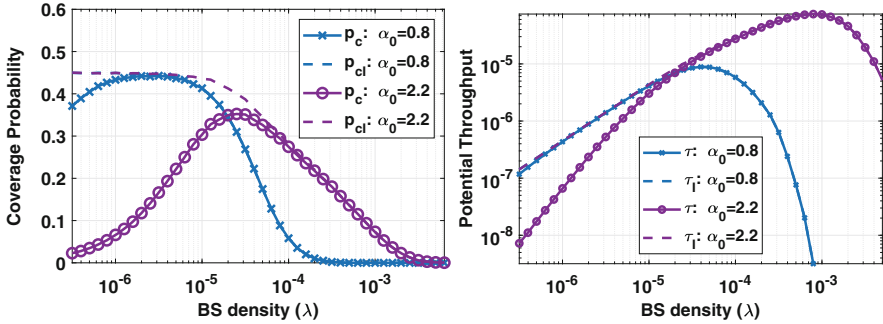 0.6
0.5
0.4
0.3
0.2
0.1
0
Coverage Probability
p_c: α_0=0.8
p_cl: α_0=0.8
p_c: α_0=2.2
p_cl: α_0=2.2
10^-6
10^-5
10^-4
10^-3
BS density (λ)
10^-5
10^-6
10^-7
10^-8
Potential Throughput
τ: α_0=0.8
τ_l: α_0=0.8
τ: α_0=2.2
τ_l: α_0=2.2
10^-6
10^-5
10^-4
10^-3
BS density (λ)